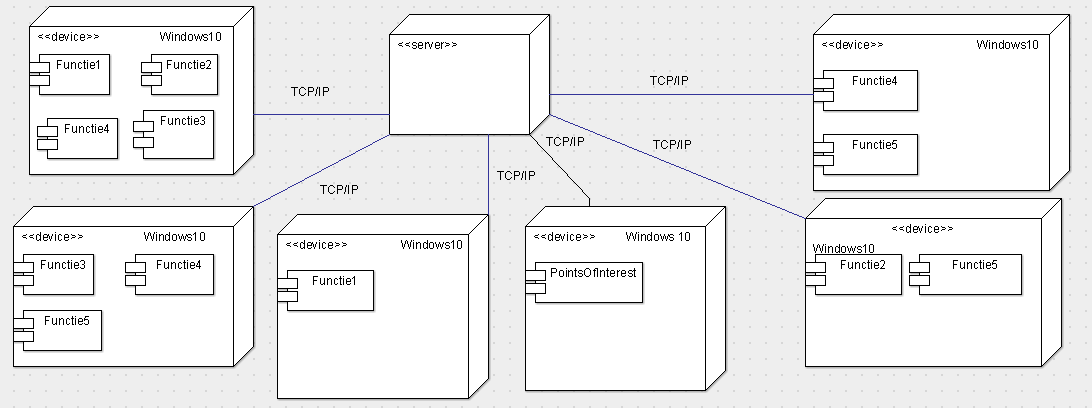 <<device>> Windows10
Functie1
Functie2
Functie4
Functie3
TCP/IP
<<server>>
TCP/IP
<<device>> Windows10
Functie4
Functie5
TCP/IP
TCP/IP
TCP/IP
TCP/IP
<<device>> Windows10
Functie3
Functie4
Functie5
<<device>> Windows10
Functie1
<<device>> Windows 10
PointsOfInterest
<<device>>
Windows10
Functie2
Functie5